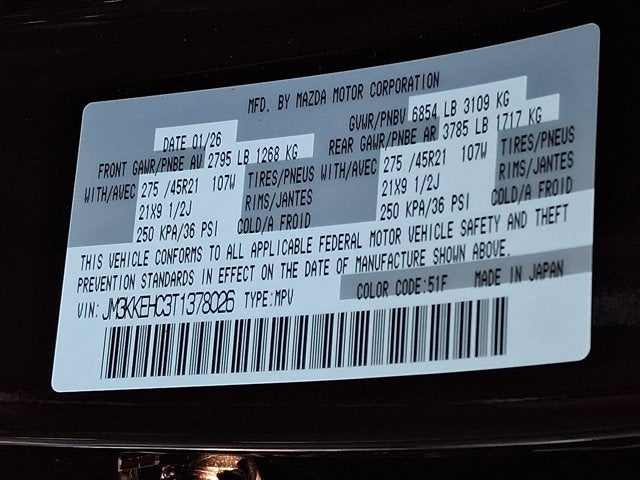 MFD. BY MAZDA MOTOR CORPORATION
DATE 01/26 GVWR/PNBV 6854 LB 3109 KG
FRONT GAWR/PNBE AV 2795 LB 1268 KG REAR GAWR/PNBE AR 3785 LB 1717 KG
WITH/AVEC 275 /45R21 107W TIRES/PNEUS WITH/AVEC 275 /45R21 107W TIRES/PNEUS
21X9 1/2J RIMS/JANTES 21X9 1/2J RIMS/JANTES
250 KPA/36 PSI COLD/A FROID 250 KPA/36 PSI COLD/A FROID
THIS VEHICLE CONFORMS TO ALL APPLICABLE FEDERAL MOTOR VEHICLE SAFETY AND THEFT
PREVENTION STANDARDS IN EFFECT ON THE DATE OF MANUFACTURE SHOWN ABOVE.
COLOR CODE:51F MADE IN JAPAN
VIN: JM3KKEHC3T1378026 TYPE:MPV